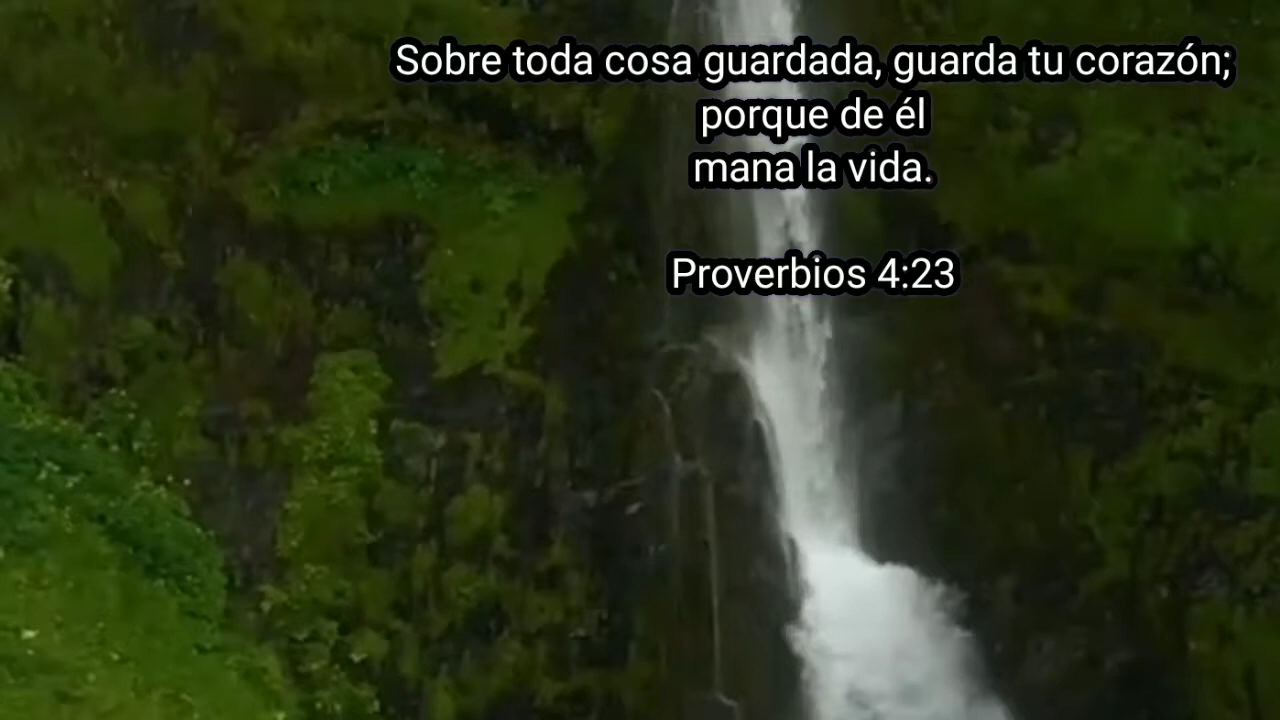 Sobre toda cosa guardada, guarda tu corazón;
porque de él
mana la vida.
Proverbios 4:23